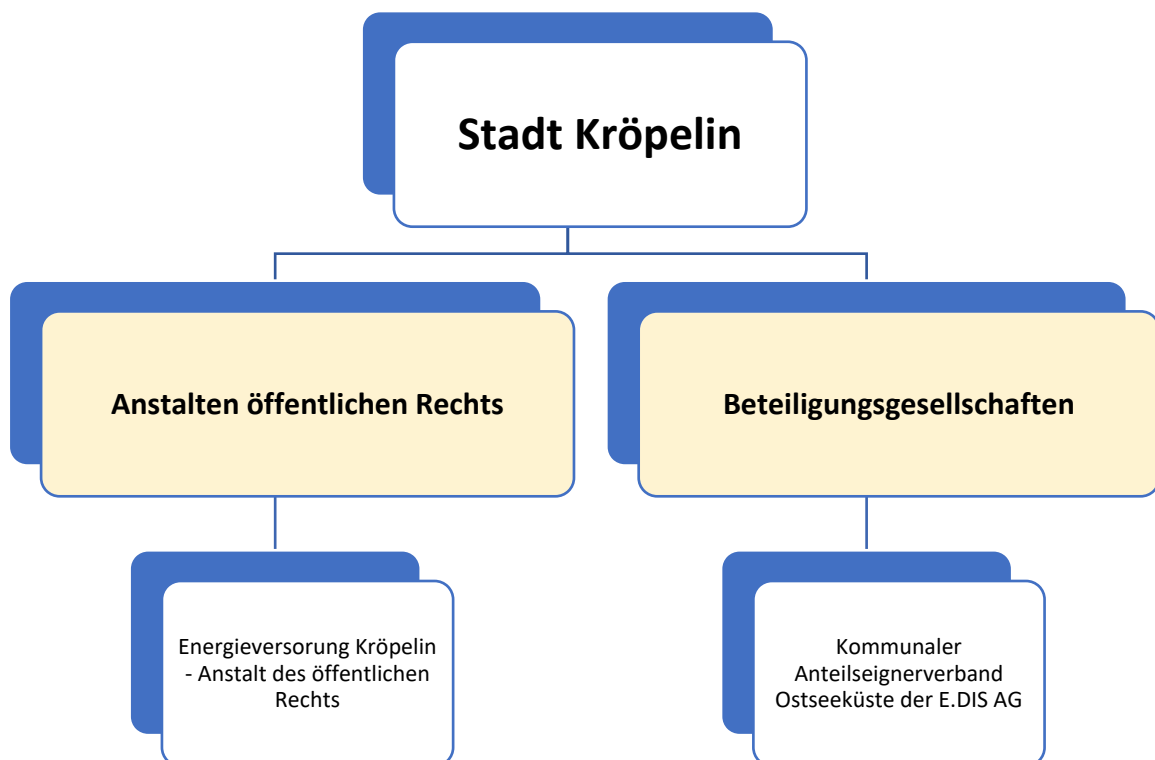 Stadt Kröpelin
Anstalten öffentlichen Rechts
Beteiligungsgesellschaften
Energieversorung Kröpelin
- Anstalt des öffentlichen
Rechts
Kommunaler
Anteilseignerverband
Ostseeküste der E.DIS AG